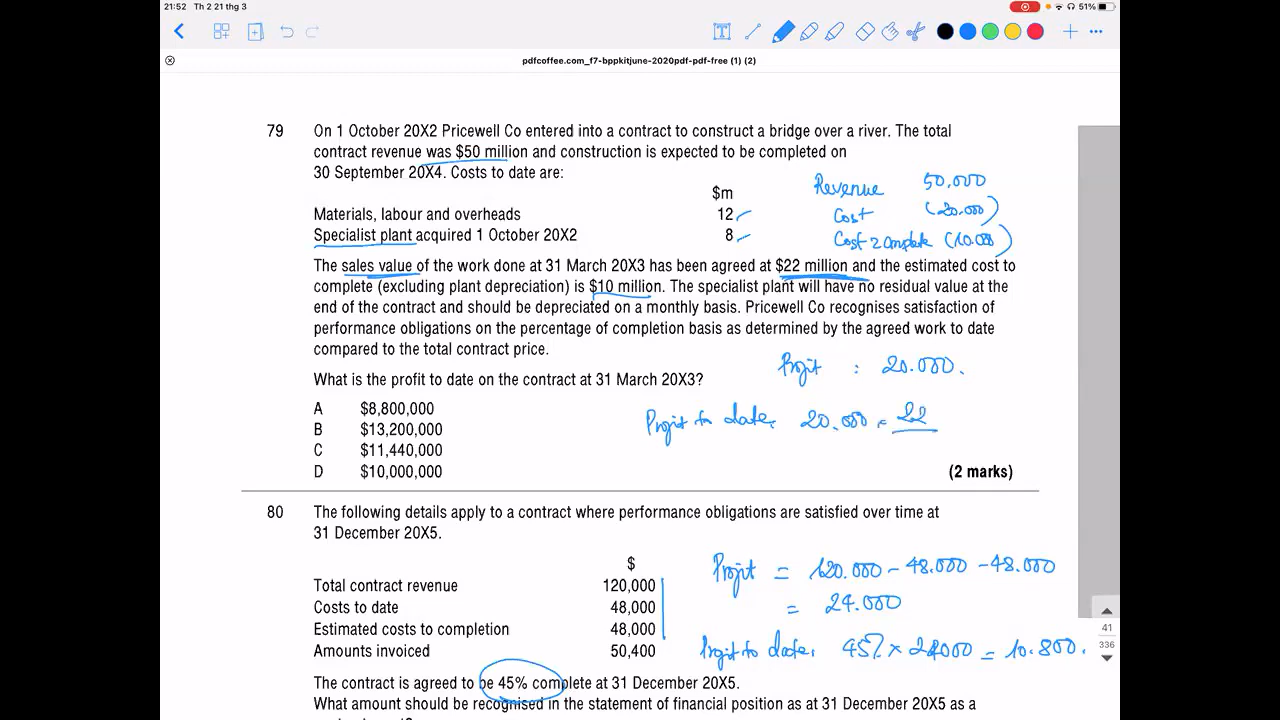 21:52 Th 2 21 thg 3
51%
pdfcoffee.com_f7-bppkitjune-2020pdf-pdf-free (1) (2)
79 On 1 October 20X2 Pricewell Co entered into a contract to construct a bridge over a river. The total
contract revenue was $50 million and construction is expected to be completed on
30 September 20X4. Costs to date are:
$m
Materials, labour and overheads 12
Specialist plant acquired 1 October 20X2 8
Revenue 50,000
Cost (20.000)
Cost 2 complete (10.000)
The sales value of the work done at 31 March 20X3 has been agreed at $22 million and the estimated cost to
complete (excluding plant depreciation) is $10 million. The specialist plant will have no residual value at the
end of the contract and should be depreciated on a monthly basis. Pricewell Co recognises satisfaction of
performance obligations on the percentage of completion basis as determined by the agreed work to date
compared to the total contract price.
Profit : 20.000.
What is the profit to date on the contract at 31 March 20X3?
A $8,800,000
B $13,200,000
C $11,440,000
D $10,000,000
Profit to date: 20.000 × 22
(2 marks)
80 The following details apply to a contract where performance obligations are satisfied over time at
31 December 20X5.
$
Total contract revenue 120,000
Costs to date 48,000
Estimated costs to completion 48,000
Amounts invoiced 50,400
Profit = 120.000 - 48.000 - 48.000
= 24.000
Profit to date: 45% × 24000 = 10.800.
The contract is agreed to be 45% complete at 31 December 20X5.
What amount should be recognised in the statement of financial position as at 31 December 20X5 as a
41
336